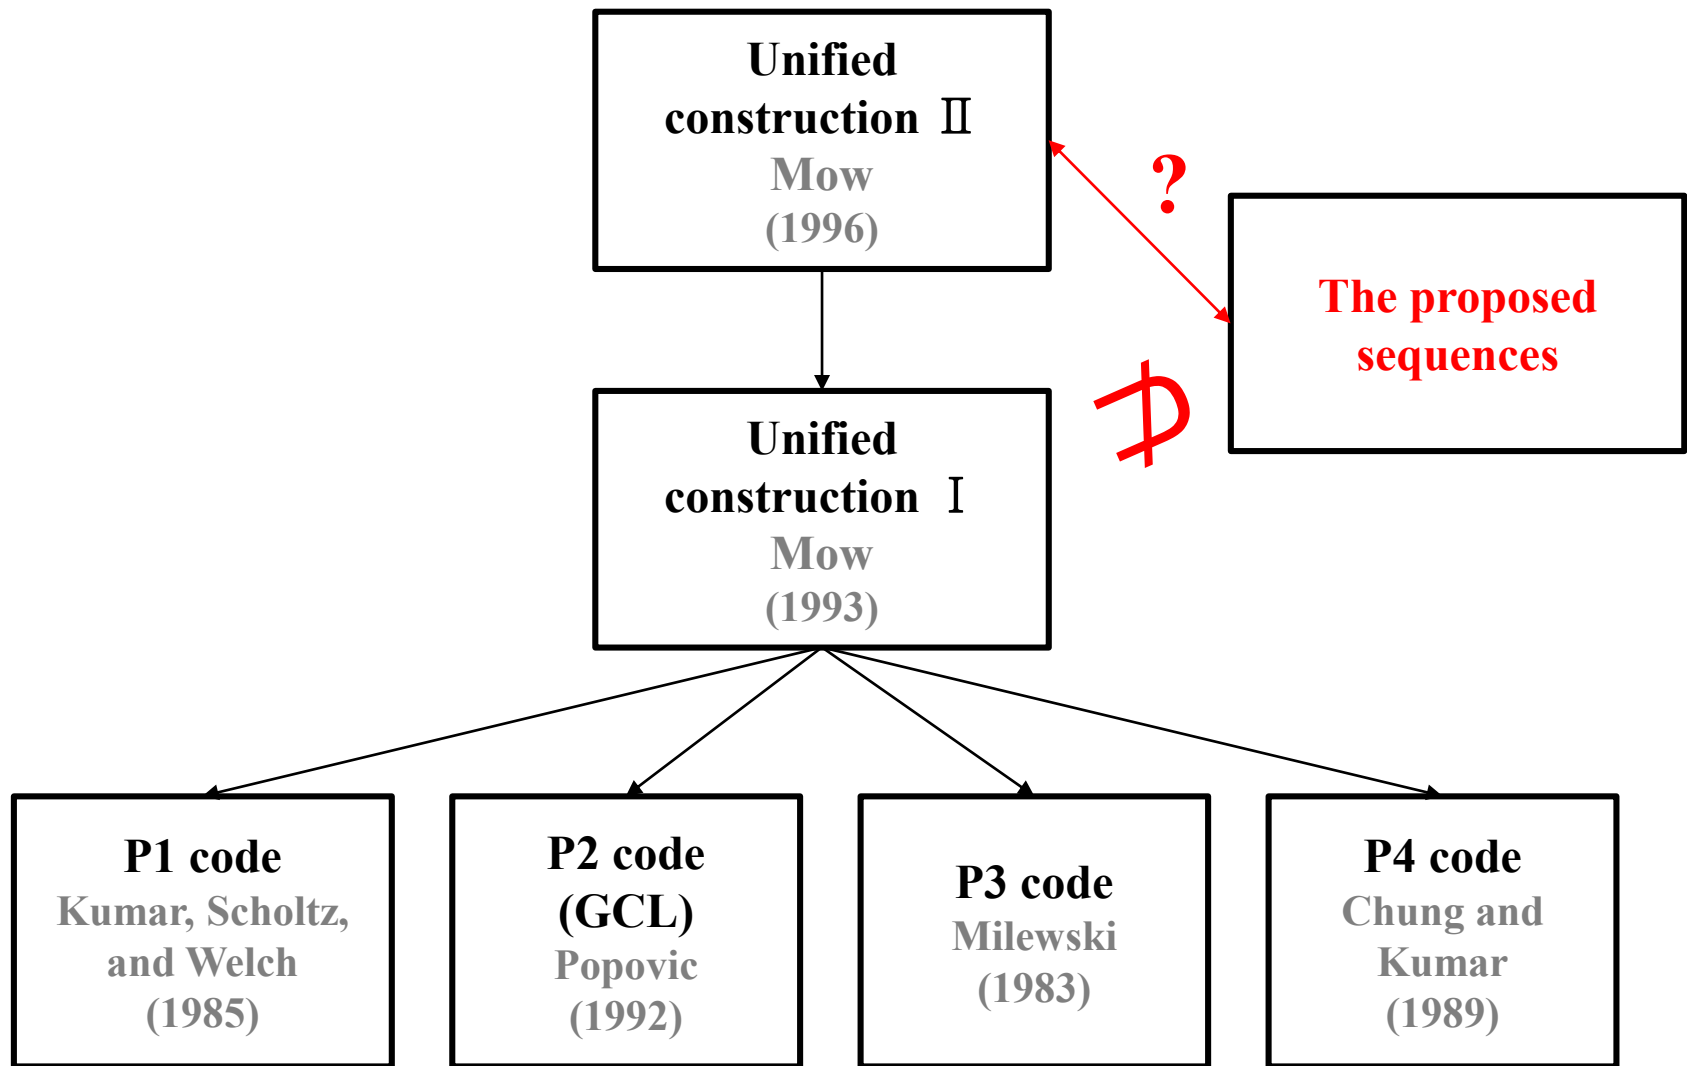 Unified
construction Ⅱ
Mow
(1996)
?
The proposed
sequences
⊅
Unified
construction Ⅰ
Mow
(1993)
P1 code
Kumar, Scholtz,
and Welch
(1985)
P2 code
(GCL)
Popovic
(1992)
P3 code
Milewski
(1983)
P4 code
Chung and
Kumar
(1989)